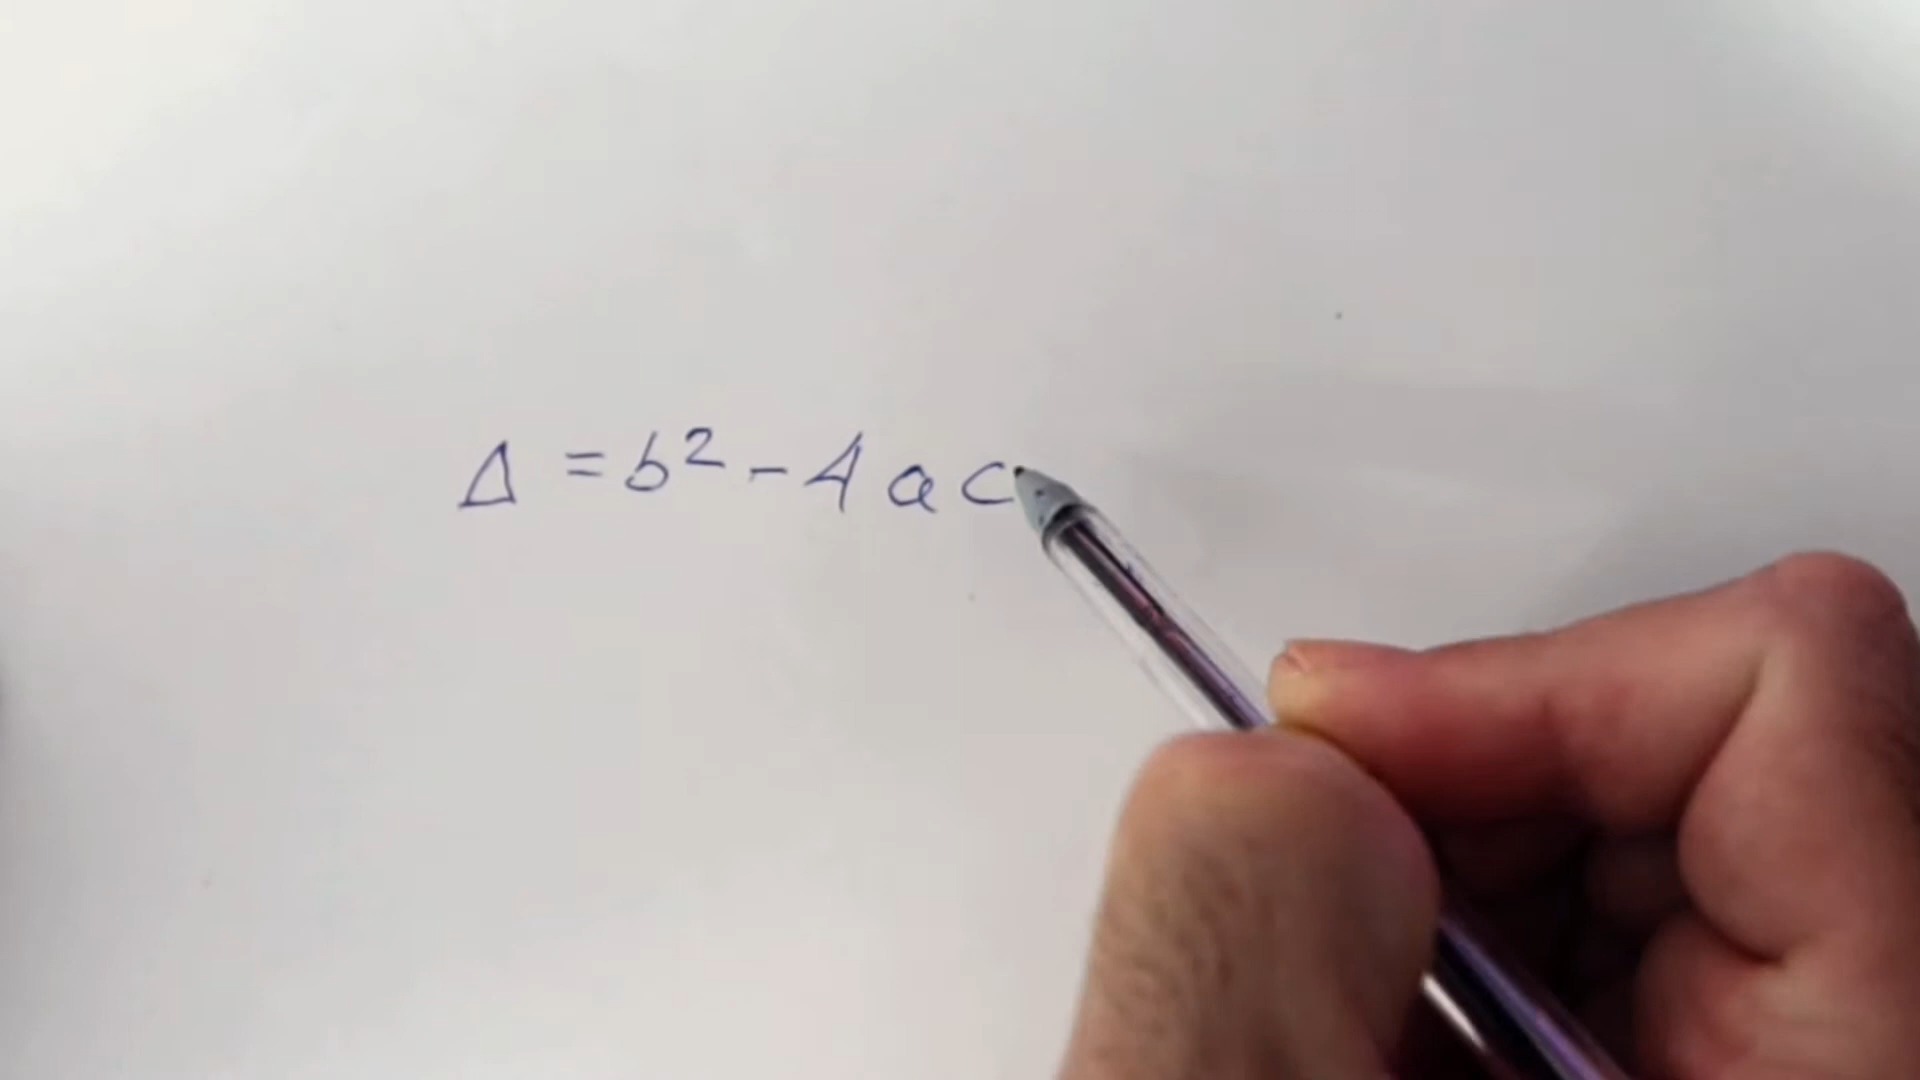 Δ = b² - 4ac